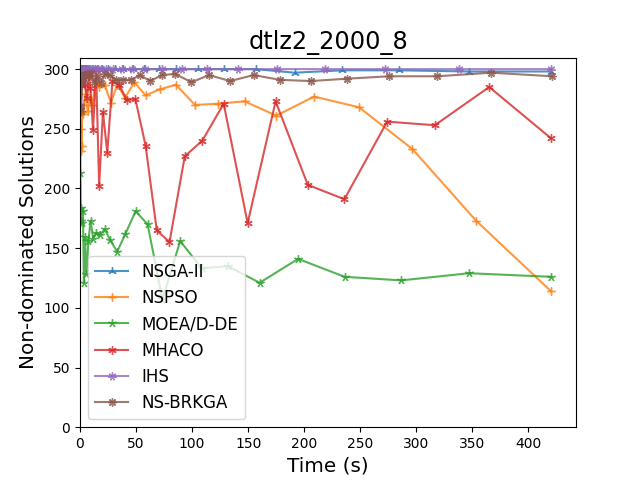 dtlz2_2000_8
Non-dominated Solutions
300
250
200
150
100
50
0
NSGA-II
NSPSO
MOEA/D-DE
MHACO
IHS
NS-BRKGA
0 50 100 150 200 250 300 350 400
Time (s)